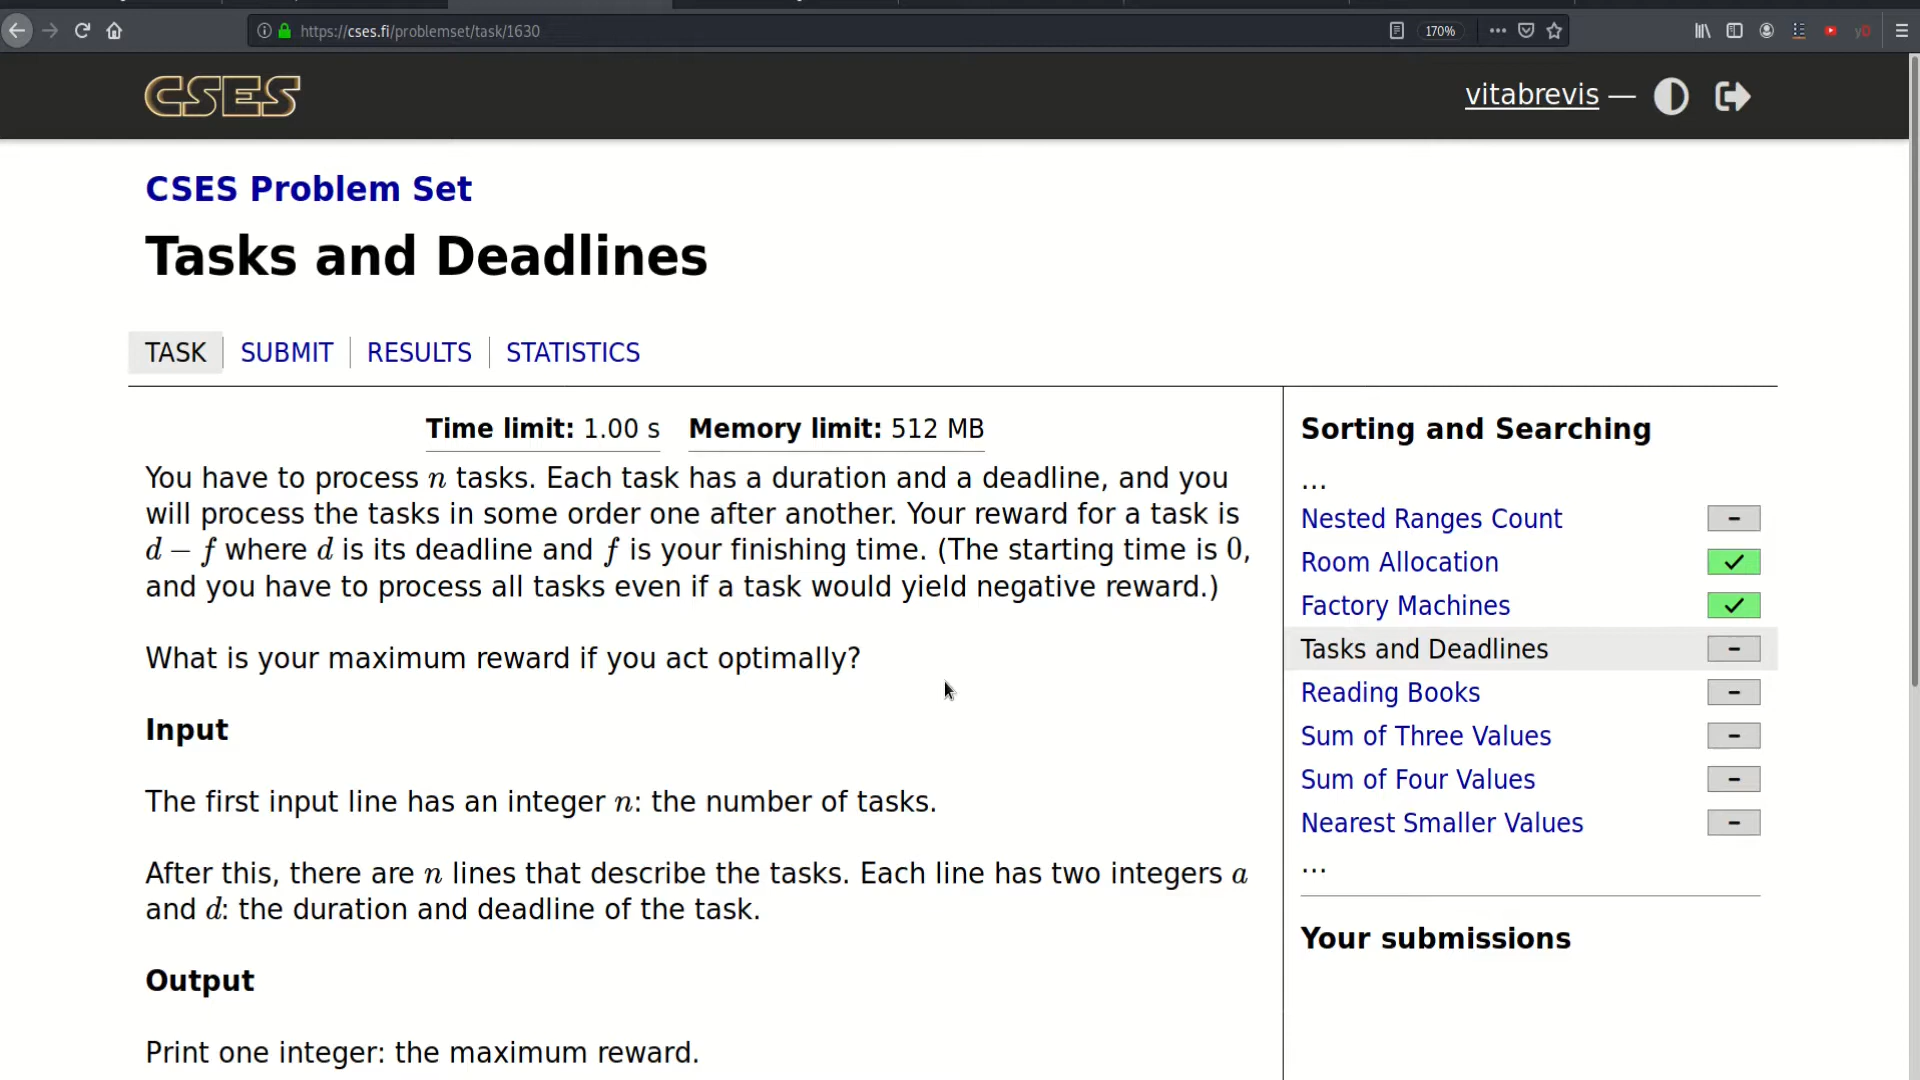 https://cses.fi/problemset/task/1630
170%
CSES
vitabrevis —
CSES Problem Set
Tasks and Deadlines
TASK
SUBMIT
RESULTS
STATISTICS
Time limit: 1.00 s
Memory limit: 512 MB
You have to process n tasks. Each task has a duration and a deadline, and you
will process the tasks in some order one after another. Your reward for a task is
d − f where d is its deadline and f is your finishing time. (The starting time is 0,
and you have to process all tasks even if a task would yield negative reward.)
What is your maximum reward if you act optimally?
Input
The first input line has an integer n: the number of tasks.
After this, there are n lines that describe the tasks. Each line has two integers a
and d: the duration and deadline of the task.
Output
Print one integer: the maximum reward.
Sorting and Searching
...
Nested Ranges Count
Room Allocation
Factory Machines
Tasks and Deadlines
Reading Books
Sum of Three Values
Sum of Four Values
Nearest Smaller Values
...
Your submissions